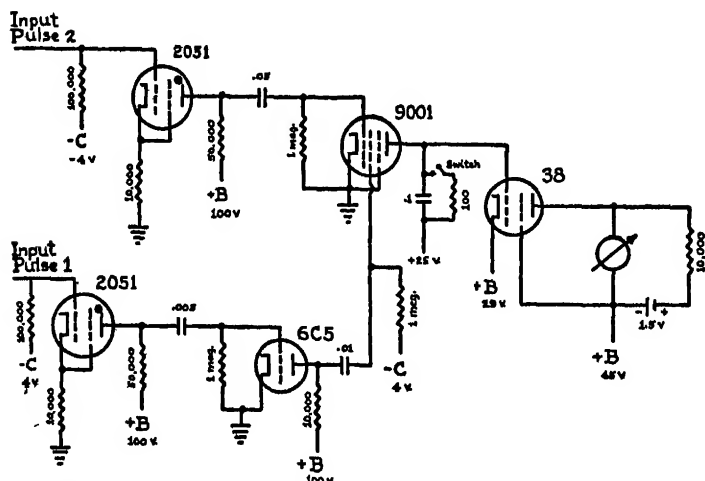 Input
Pulse 2
2031
100,000
-C
-4 v
10,000
.05
50,000
+B
100 v
1 meg.
9001
Switch
.1
100
+25 v.
38
+B
25 v.
10,000
- 1.5 v +
+B
45 v
Input
Pulse 1
2051
100,000
-C
-4 v
10,000
.005
50,000
+B
100 v.
1 meg.
6C5
.01
10,000
+B
100 v.
1 meg.
-C
4 v.